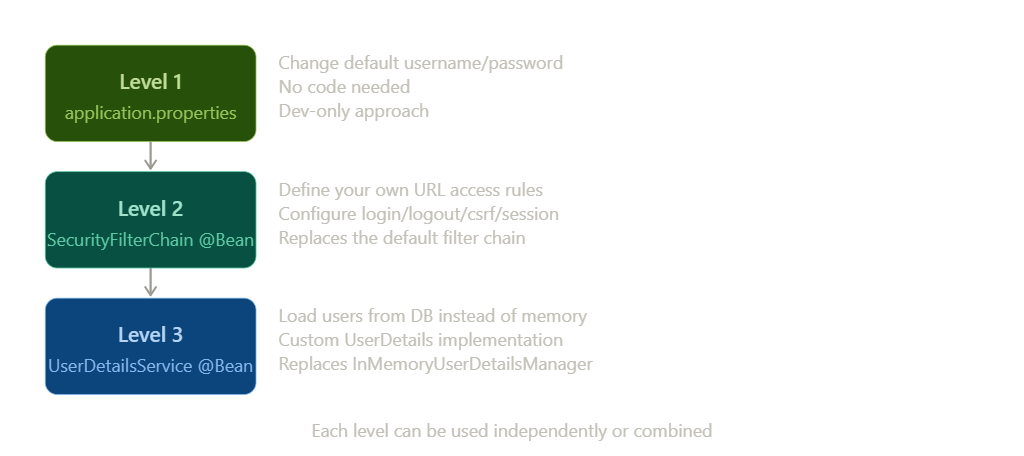 Level 1
application.properties
Change default username/password
No code needed
Dev-only approach
Level 2
SecurityFilterChain @Bean
Define your own URL access rules
Configure login/logout/csrf/session
Replaces the default filter chain
Level 3
UserDetailsService @Bean
Load users from DB instead of memory
Custom UserDetails implementation
Replaces InMemoryUserDetailsManager
Each level can be used independently or combined